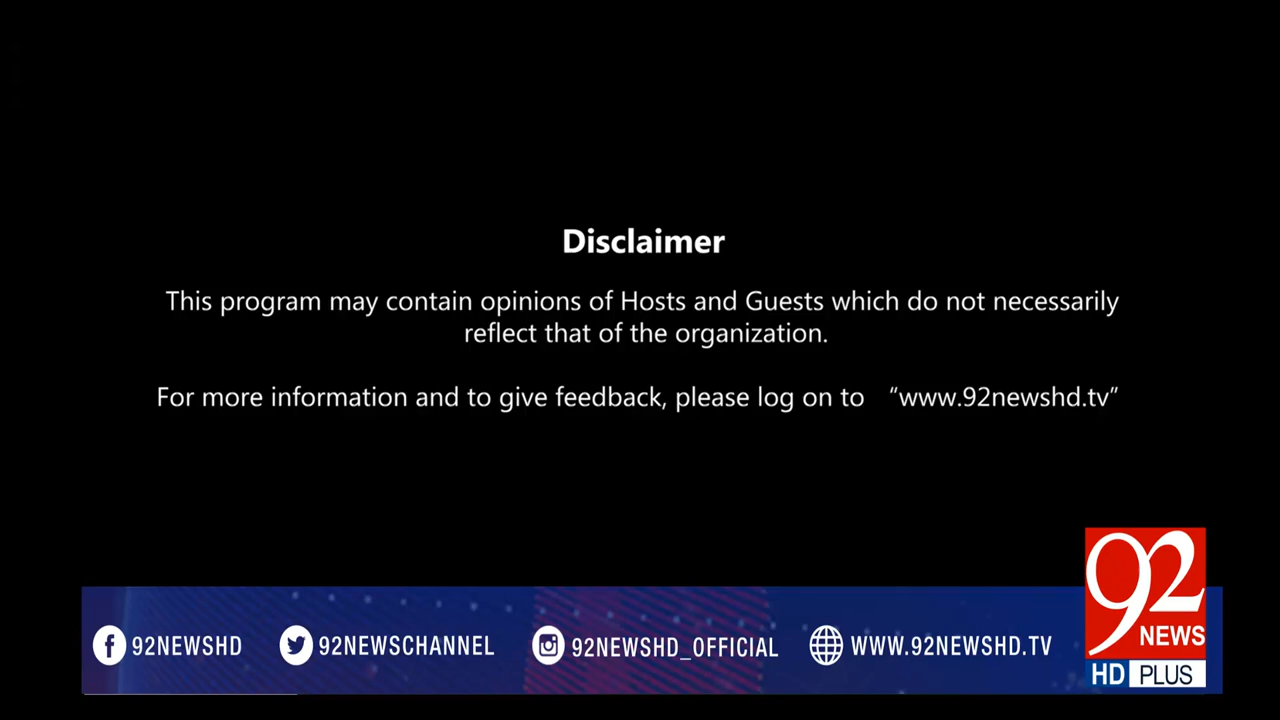 Disclaimer
This program may contain opinions of Hosts and Guests which do not necessarily
reflect that of the organization.
For more information and to give feedback, please log on to “www.92newshd.tv”
92NEWSHD 92NEWSCHANNEL 92NEWSHD_OFFICIAL WWW.92NEWSHD.TV
92
NEWS
HD PLUS